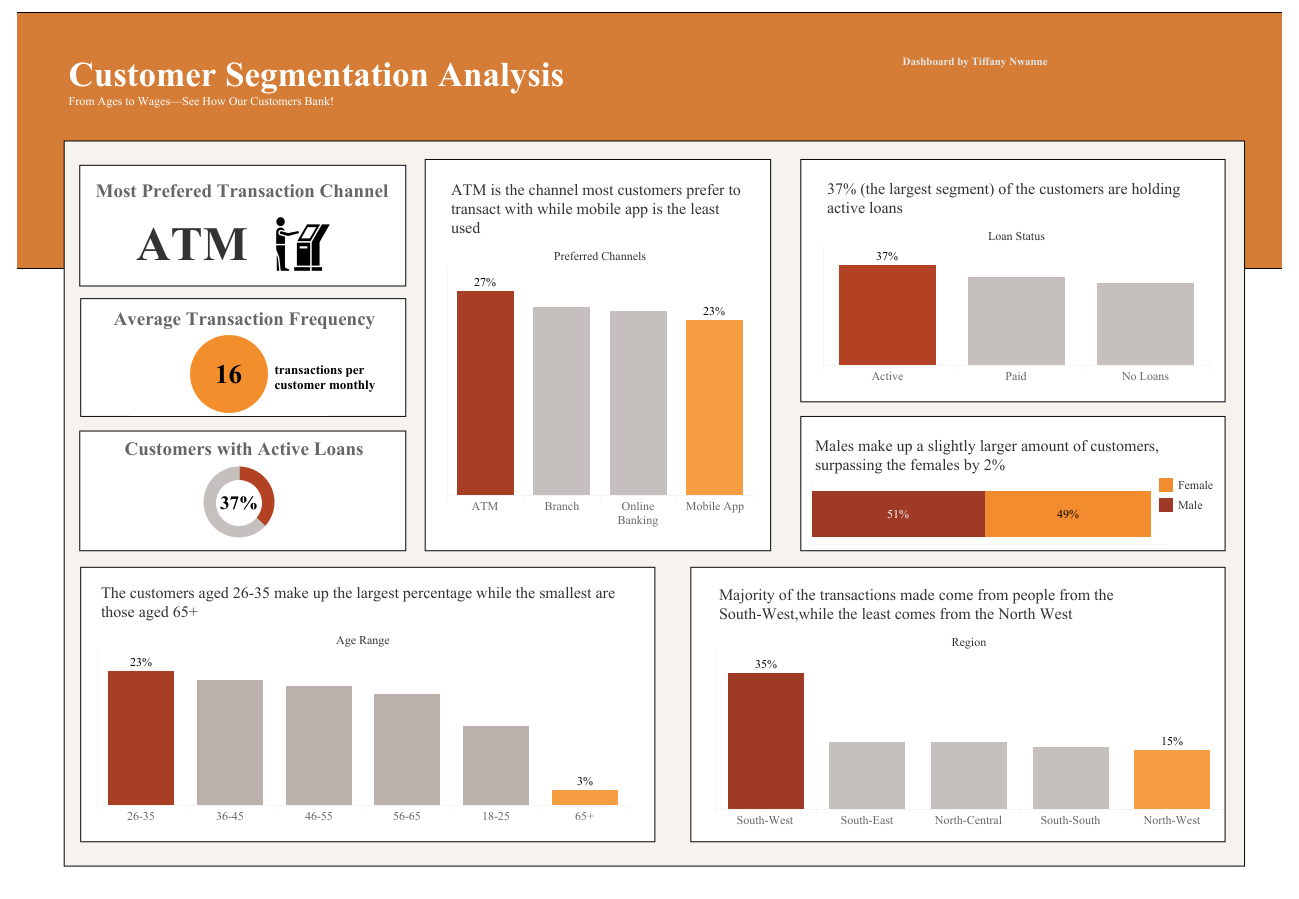 Customer Segmentation Analysis
From Ages to Wages—See How Our Customers Bank!
Dashboard by Tiffany Nwanne
Most Prefered Transaction Channel
ATM
Average Transaction Frequency
16
transactions per
customer monthly
Customers with Active Loans
37%
ATM is the channel most customers prefer to
transact with while mobile app is the least
used
Preferred Channels
27%
23%
ATM
Branch
Online
Banking
Mobile App
37% (the largest segment) of the customers are holding
active loans
Loan Status
37%
Active
Paid
No Loans
Males make up a slightly larger amount of customers,
surpassing the females by 2%
Female
Male
51%
49%
The customers aged 26-35 make up the largest percentage while the smallest are
those aged 65+
Age Range
23%
3%
26-35
36-45
46-55
56-65
18-25
65+
Majority of the transactions made come from people from the
South-West,while the least comes from the North West
Region
35%
15%
South-West
South-East
North-Central
South-South
North-West